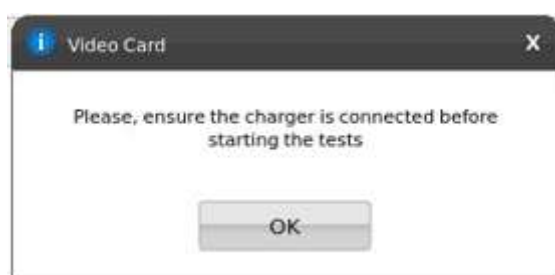 Video Card
X
Please, ensure the charger is connected before
starting the tests
OK